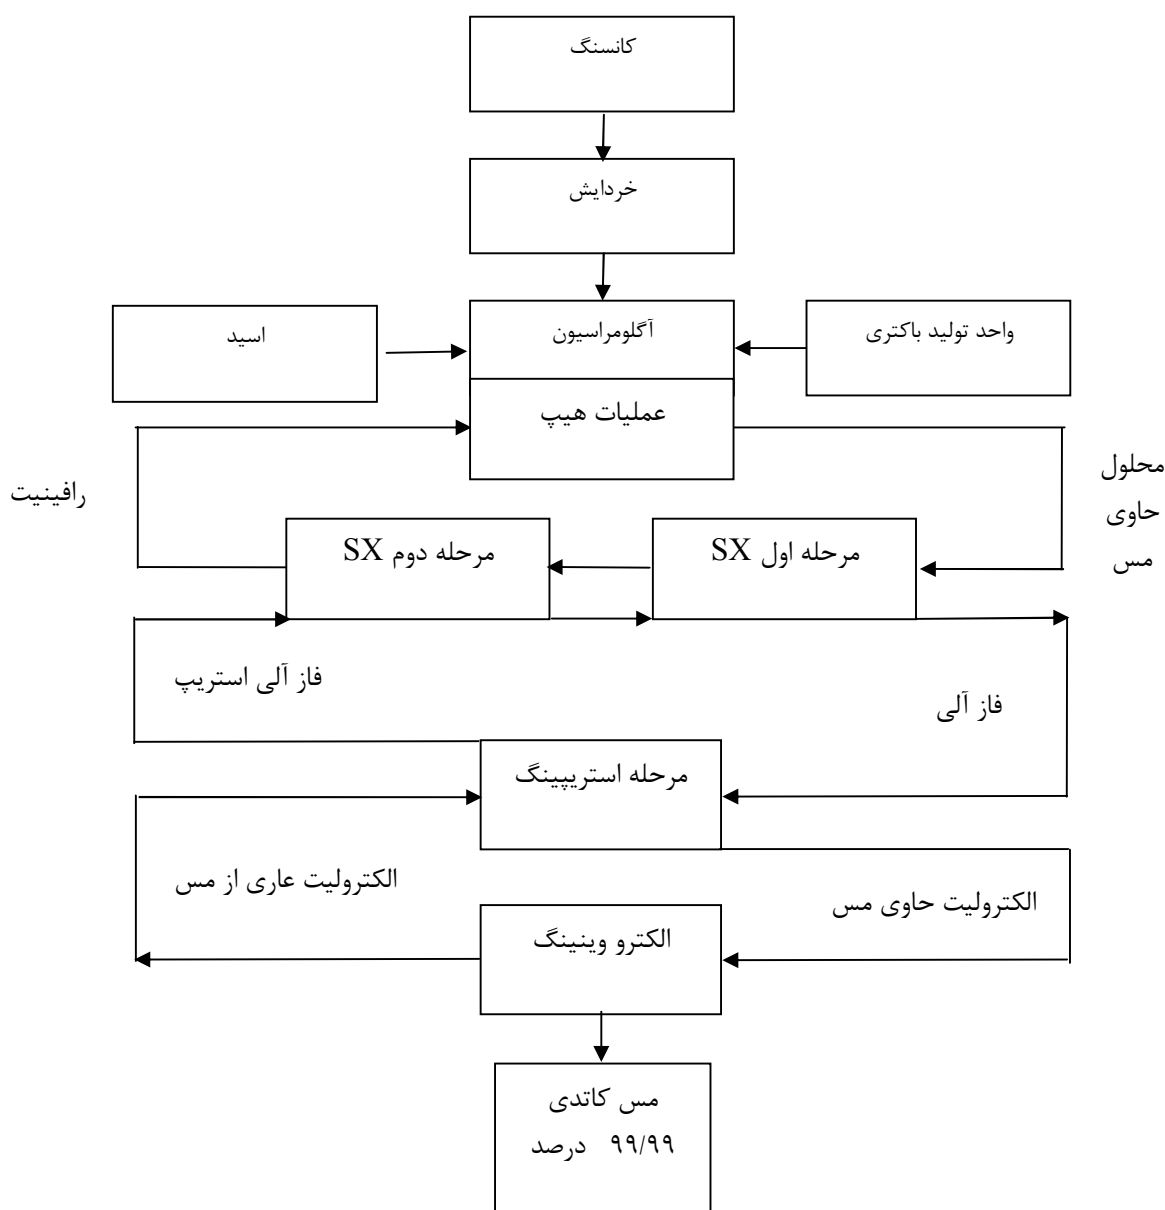 کانسنگ
خردایش
واحد تولید باکتری
آگلومراسیون
اسید
عملیات هیپ
محلول
حاوی
مس
رافینیت
مرحله اول SX
مرحله دوم SX
فاز آلی استریپ
فاز آلی
مرحله استریپینگ
الکترولیت عاری از مس
الکترولیت حاوی مس
الکترو وینینگ
مس کاتدی
۹۹/۹۹ درصد